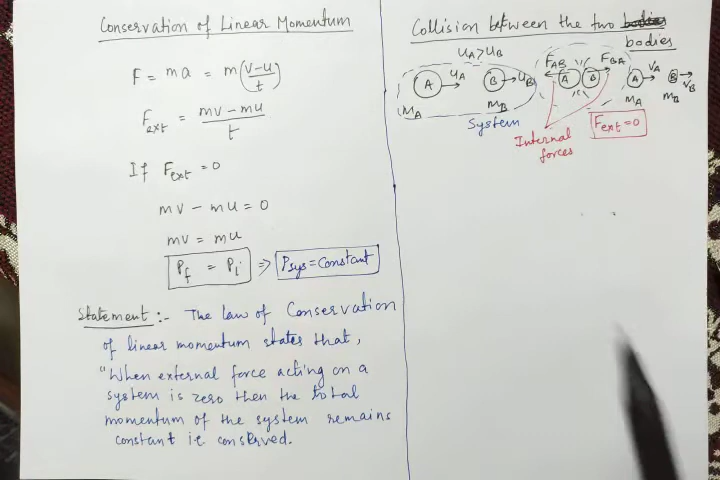 Conservation of Linear Momentum
F = ma = m(v-u/t)
Fext = mv - mu / t
If Fext = 0
mv - mu = 0
mv = mu
Pf = Pi ⇒ Psys = Constant
Statement :- The law of Conservation
of linear momentum states that,
"When external force acting on a
system is zero then the total
momentum of the system remains
constant ie conserved.
Collision between the two
bodies
uA > uB
A uA B uB FAB A B FBA A vA B vB
MA MB MA MB
System
Internal
forces
Fext = 0